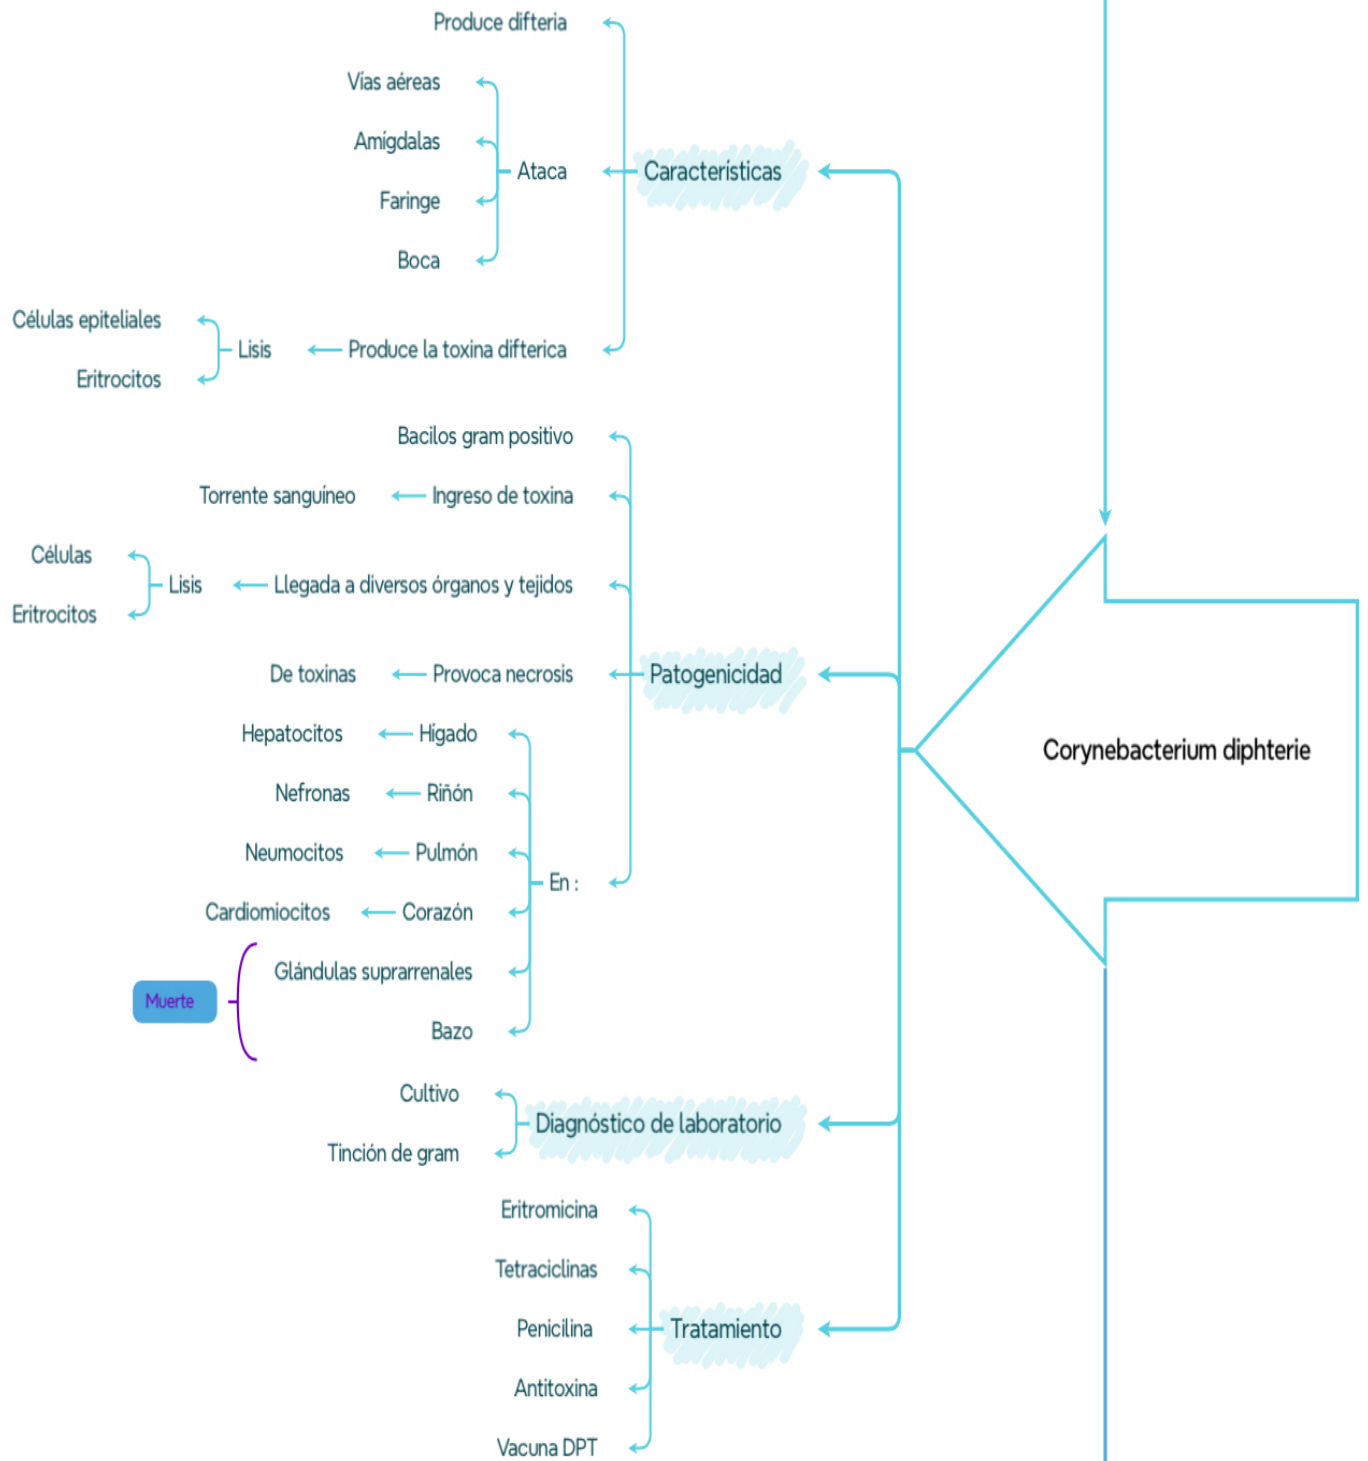 Produce difteria
Vías aéreas
Amígdalas
Ataca
Características
Faringe
Boca
Células epiteliales
Lisis
Produce la toxina difterica
Eritrocitos
Bacilos gram positivo
Torrente sanguíneo
Ingreso de toxina
Células
Lisis
Llegada a diversos órganos y tejidos
Eritrocitos
De toxinas
Provoca necrosis
Patogenicidad
Hepatocitos
Hígado
Corynebacterium diphterie
Nefronas
Riñón
Neumocitos
Pulmón
En :
Cardiomiocitos
Corazón
Glándulas suprarrenales
Muerte
Bazo
Cultivo
Diagnóstico de laboratorio
Tinción de gram
Eritromicina
Tetraciclinas
Penicilina
Tratamiento
Antitoxina
Vacuna DPT